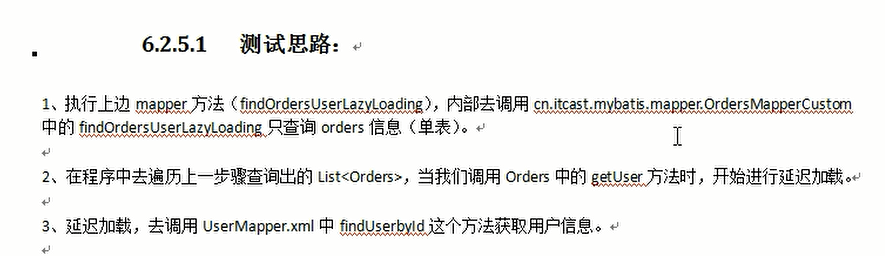 6.2.5.1 测试思路：
1、执行上边 mapper 方法（findOrdersUserLazyLoading），内部去调用 cn.itcast.mybatis.mapper.OrdersMapperCustom
中的 findOrdersUserLazyLoading 只查询 orders 信息（单表）。
2、在程序中去遍历上一步骤查询出的 List<Orders>，当我们调用 Orders 中的 getUser 方法时，开始进行延迟加载。
3、延迟加载，去调用 UserMapper.xml 中 findUserbyId 这个方法获取用户信息。